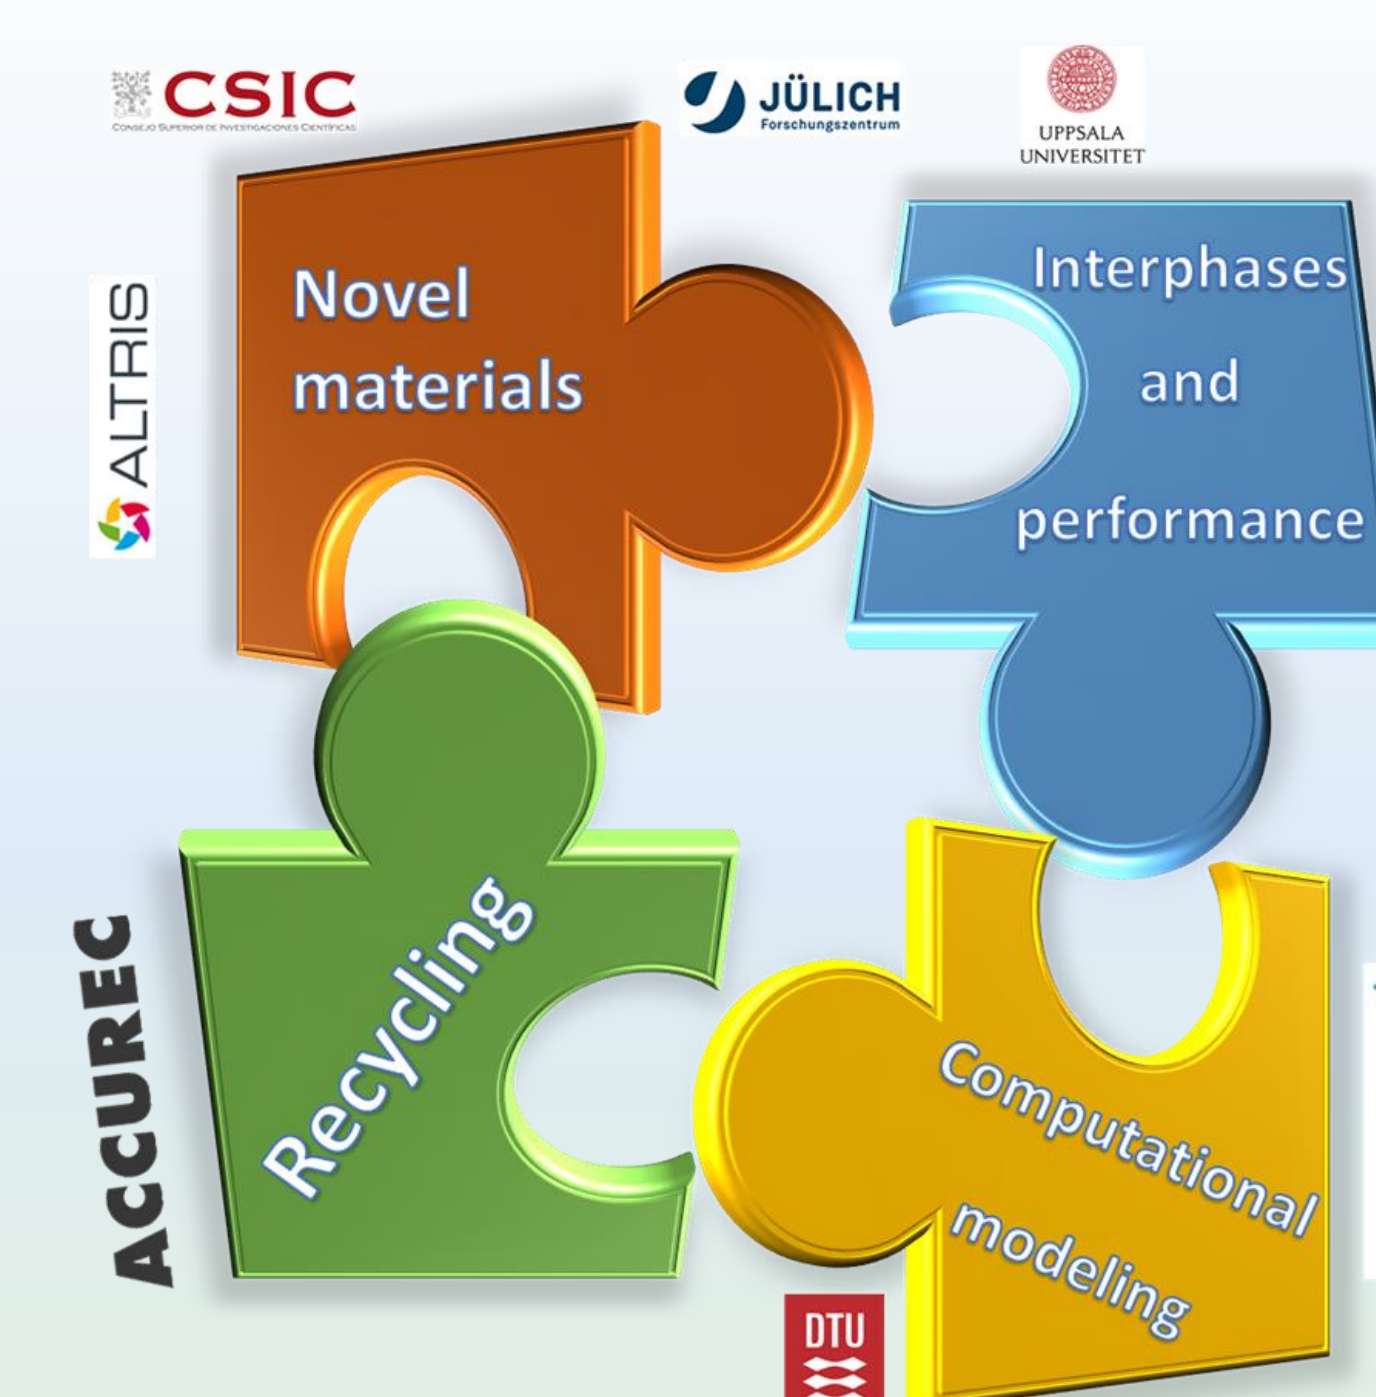 CSIC
CONSEJO SUPERIOR DE INVESTIGACIONES CIENTÍFICAS
JÜLICH
Forschungszentrum
UPPSALA
UNIVERSITET
ALTRIS
Novel
materials
Interphases
and
performance
ACCUREC
Recycling
Computational
modeling
DTU